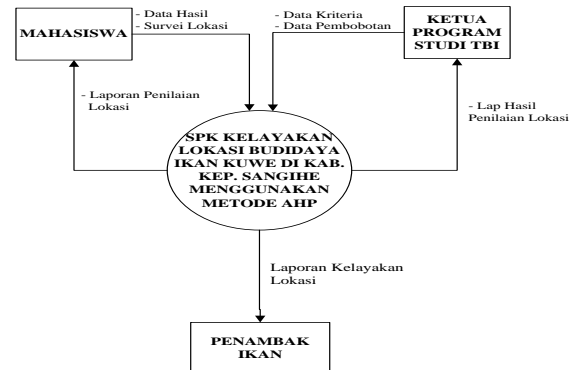 MAHASISWA
- Data Hasil
- Survei Lokasi
- Data Kriteria
- Data Pembobotan
KETUA
PROGRAM
STUDI TBI
- Laporan Penilaian
Lokasi
- Lap Hasil
Penilaian Lokasi
SPK KELAYAKAN
LOKASI BUDIDAYA
IKAN KUWE DI KAB.
KEP. SANGIHE
MENGGUNAKAN
METODE AHP
Laporan Kelayakan
Lokasi
PENAMBAK
IKAN